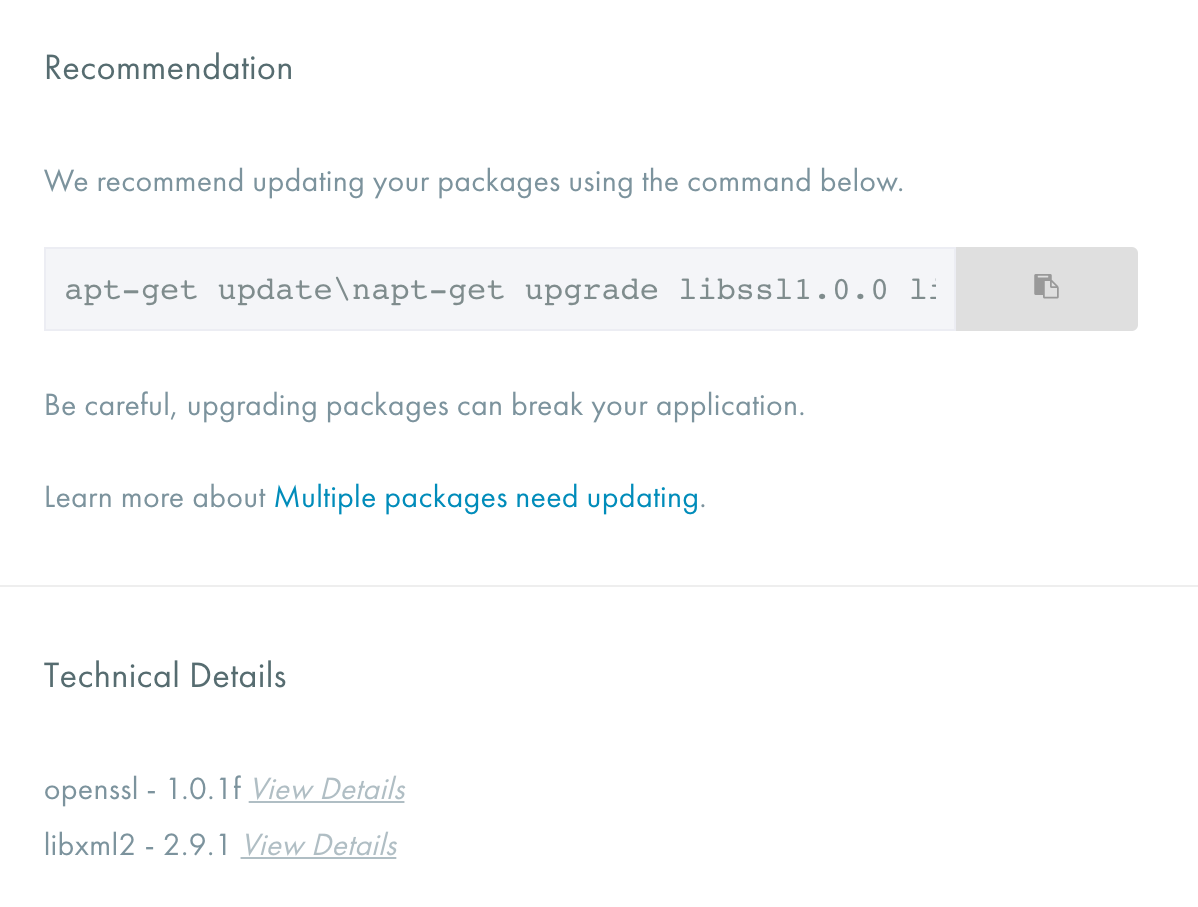 Recommendation
We recommend updating your packages using the command below.
apt-get update\napt-get upgrade libssl1.0.0
Be careful, upgrading packages can break your application.
Learn more about Multiple packages need updating.
Technical Details
openssl - 1.0.1f View Details
libxml2 - 2.9.1 View Details